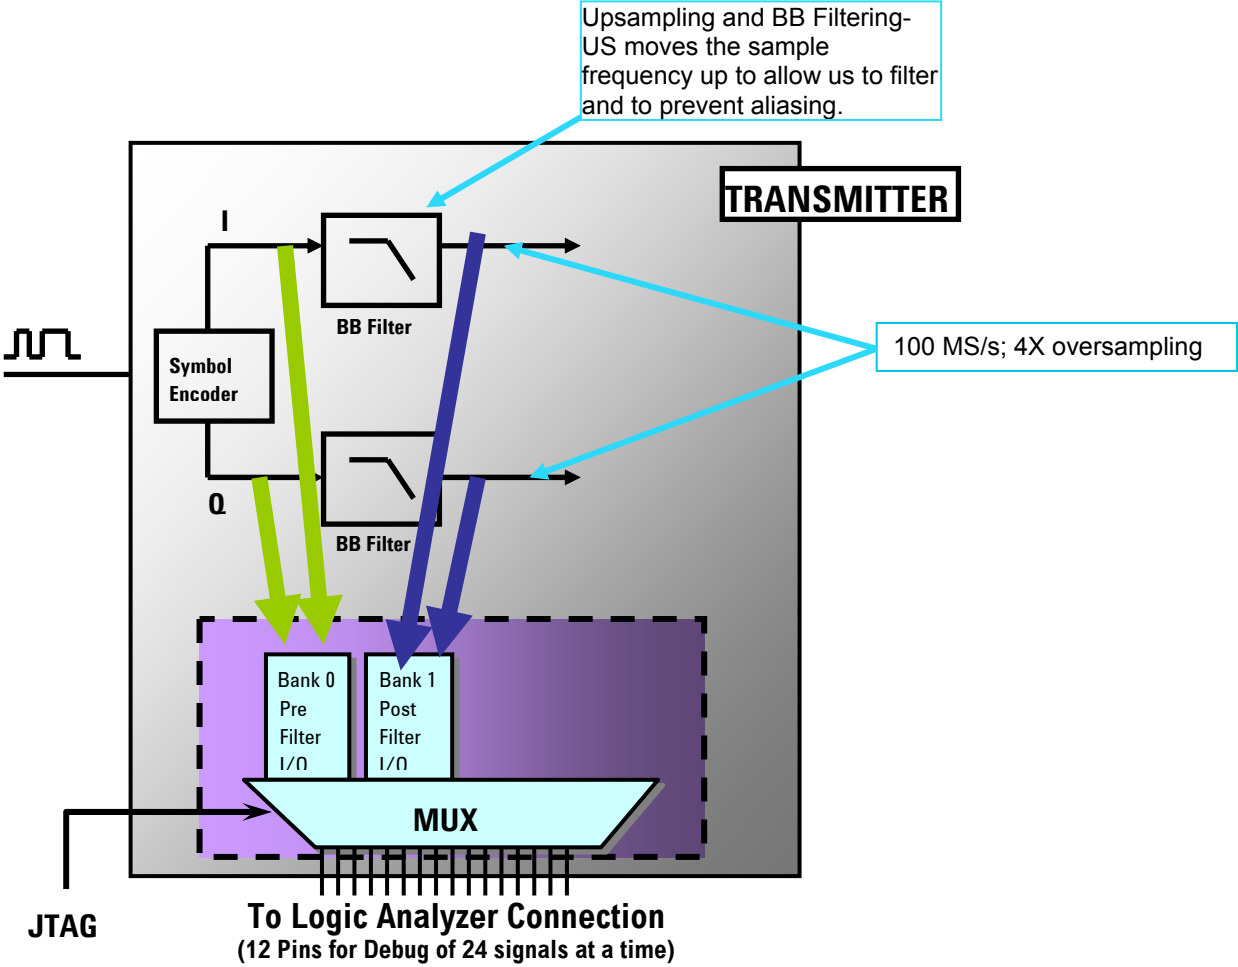 Upsampling and BB Filtering-
US moves the sample
frequency up to allow us to filter
and to prevent aliasing.
TRANSMITTER
I
BB Filter
100 MS/s; 4X oversampling
Symbol
Encoder
Q
BB Filter
Bank 0
Pre
Filter
I/Q
Bank 1
Post
Filter
I/Q
MUX
JTAG
To Logic Analyzer Connection
(12 Pins for Debug of 24 signals at a time)